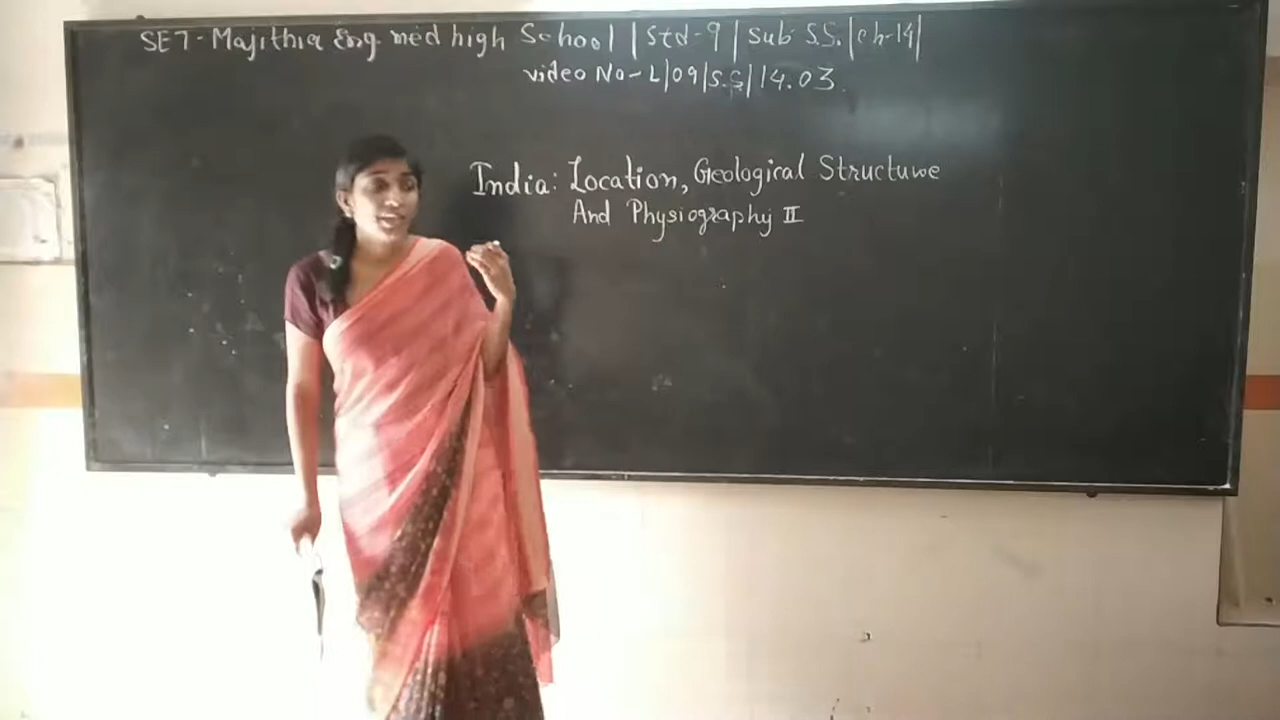 SET-Majithia Eng med high School | Std-9 | Sub S.S. | ch-14 |
video No-L|09|S.S|14.03.
India: Location, Geological Structure
And Physiography II